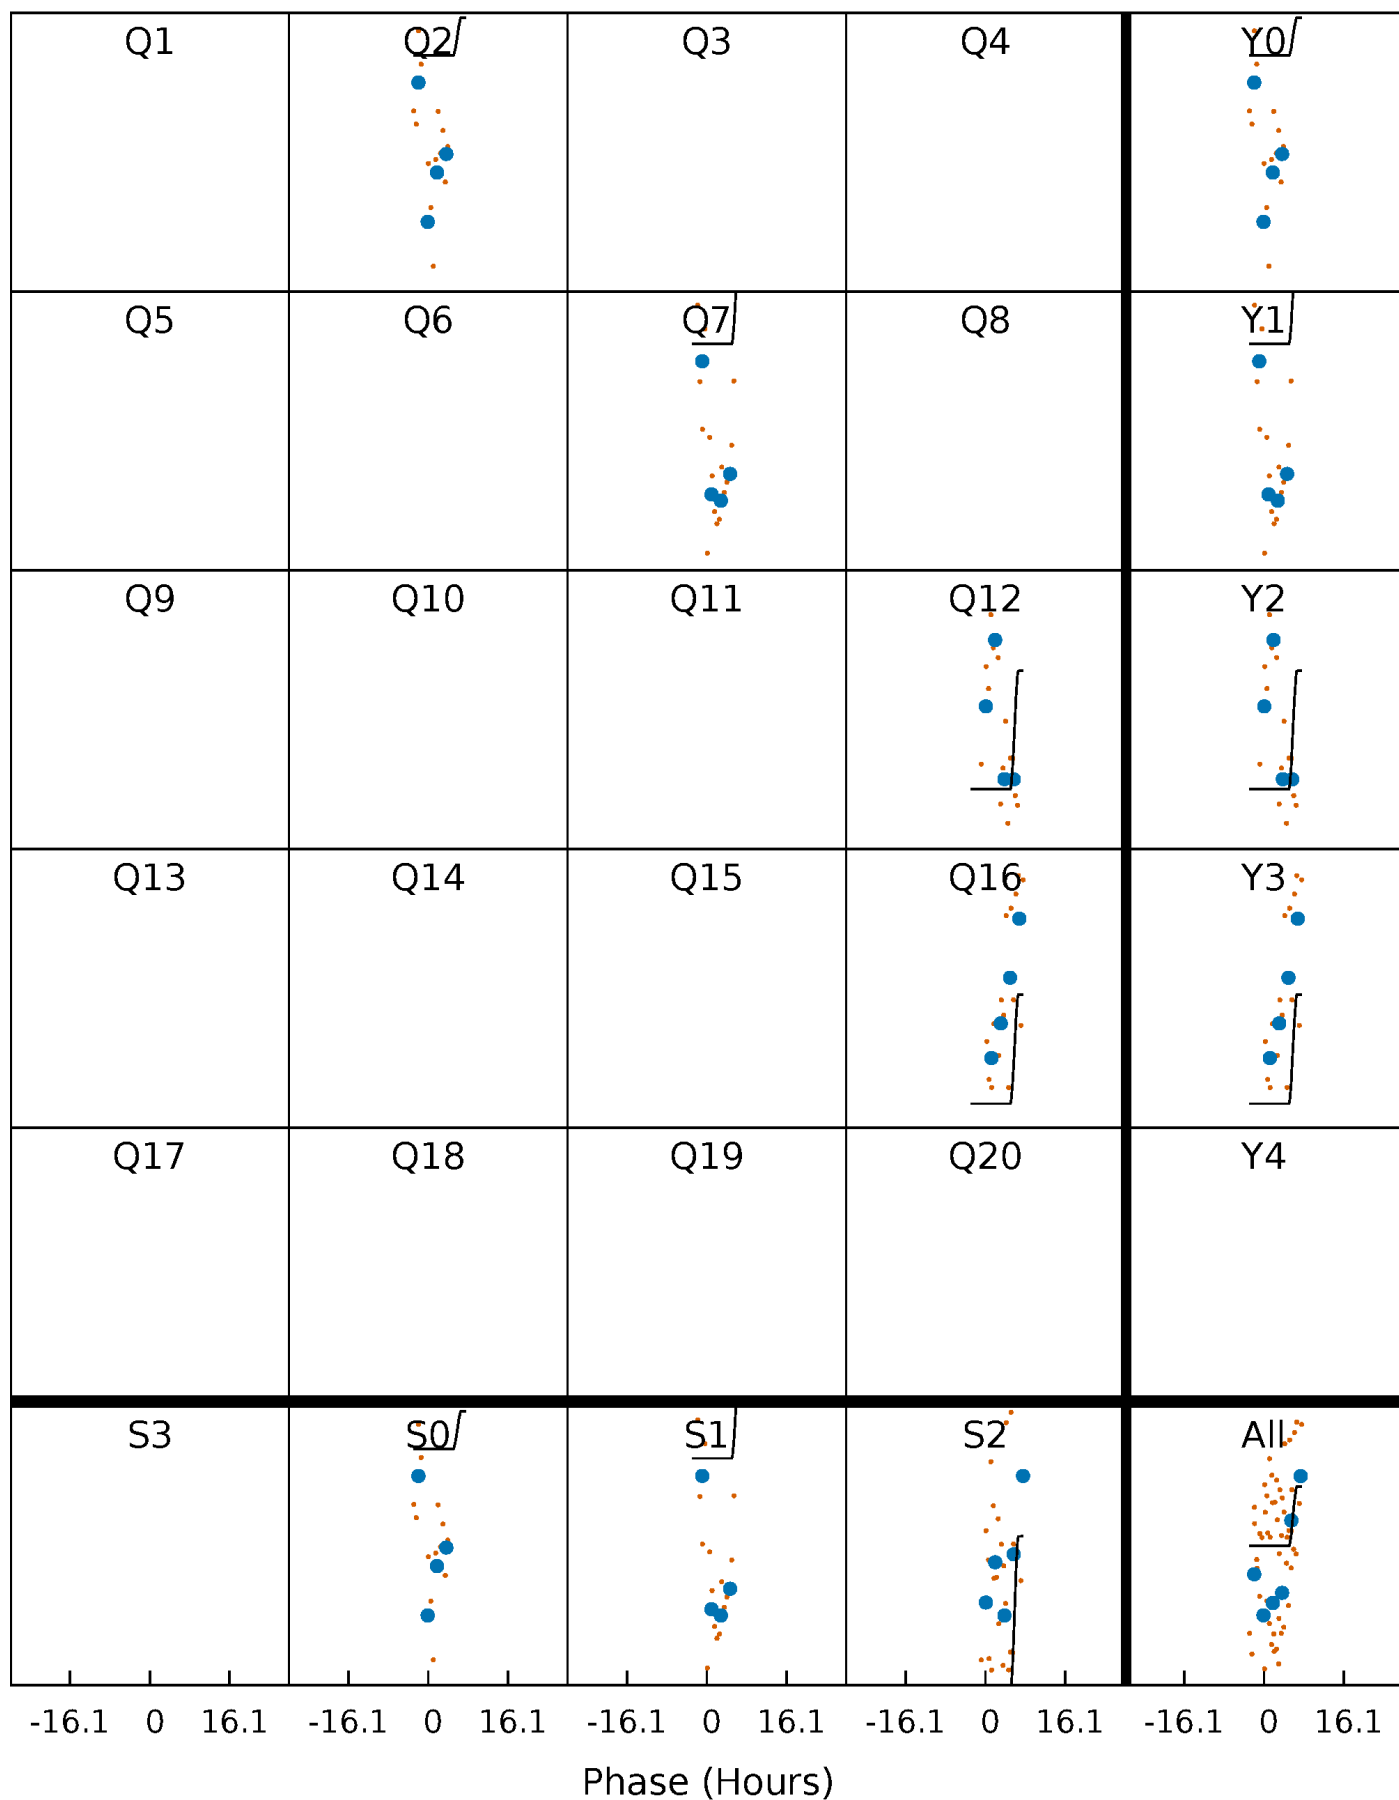 Q1 Q2 Q3 Q4 Y0
Q5 Q6 Q7 Q8 Y1
Q9 Q10 Q11 Q12 Y2
Q13 Q14 Q15 Q16 Y3
Q17 Q18 Q19 Q20 Y4
S3 S0 S1 S2 All
-16.1 0 16.1 -16.1 0 16.1 -16.1 0 16.1 -16.1 0 16.1 -16.1 0 16.1
Phase (Hours)